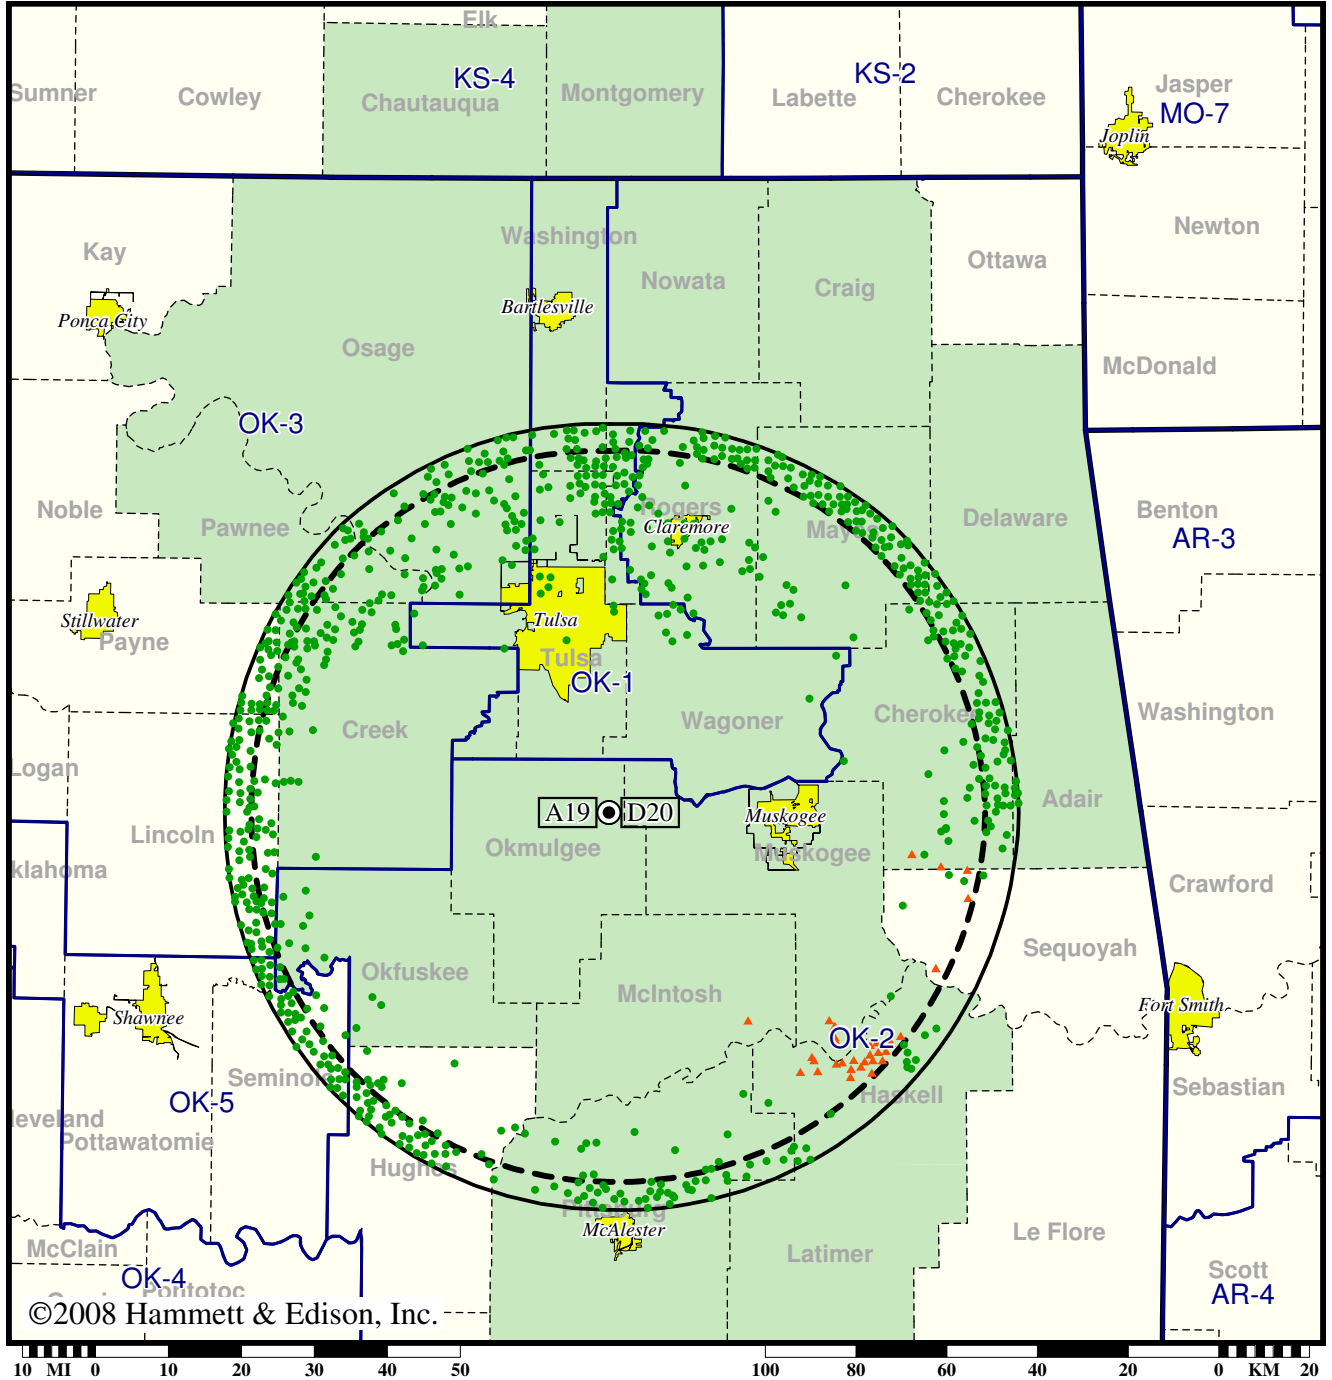 Elk
KS-4
KS-2
Sumner
Cowley
Chautauqua
Montgomery
Labette
Cherokee
Jasper
MO-7
Joplin
Kay
Washington
Nowata
Craig
Ottawa
Newton
Ponca City
Bartlesville
Osage
McDonald
OK-3
Noble
Pawnee
Rogers
Claremore
Mayes
Delaware
Benton
AR-3
Stillwater
Payne
Tulsa
Tulsa
OK-1
Creek
Wagoner
Cherokee
Washington
Logan
Lincoln
A19
D20
Okmulgee
Muskogee
Muskogee
Adair
klahoma
Crawford
Okfuskee
McIntosh
Sequoyah
Shawnee
Fort Smith
OK-2
Seminole
OK-5
Haskell
Sebastian
leveland
Pottawatomie
Hughes
Pittsburg
McAlester
McClain
OK-4
Pontotoc
Latimer
Le Flore
Scott
AR-4
©2008 Hammett & Edison, Inc.
10 MI 0 10 20 30 40 50
100 80 60 40 20 0 KM 20